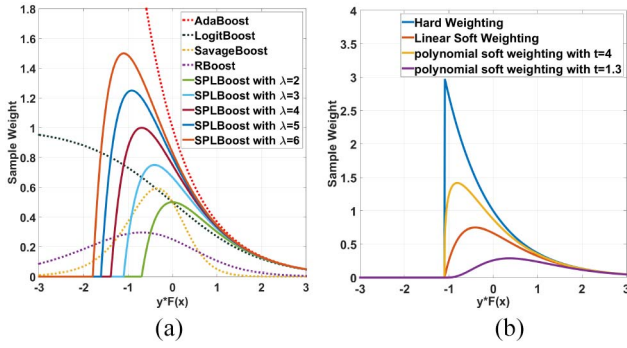 1.8
1.6
1.4
1.2
1
0.8
0.6
0.4
0.2
0
Sample Weight
-3
-2
-1
0
1
2
3
y*F(x)
AdaBoost
LogitBoost
SavageBoost
RBoost
SPLBoost with λ=2
SPLBoost with λ=3
SPLBoost with λ=4
SPLBoost with λ=5
SPLBoost with λ=6
(a)
4
3.5
3
2.5
2
1.5
1
0.5
0
Sample Weight
-3
-2
-1
0
1
2
3
y*F(x)
Hard Weighting
Linear Soft Weighting
polynomial soft weighting with t=4
polynomial soft weighting with t=1.3
(b)